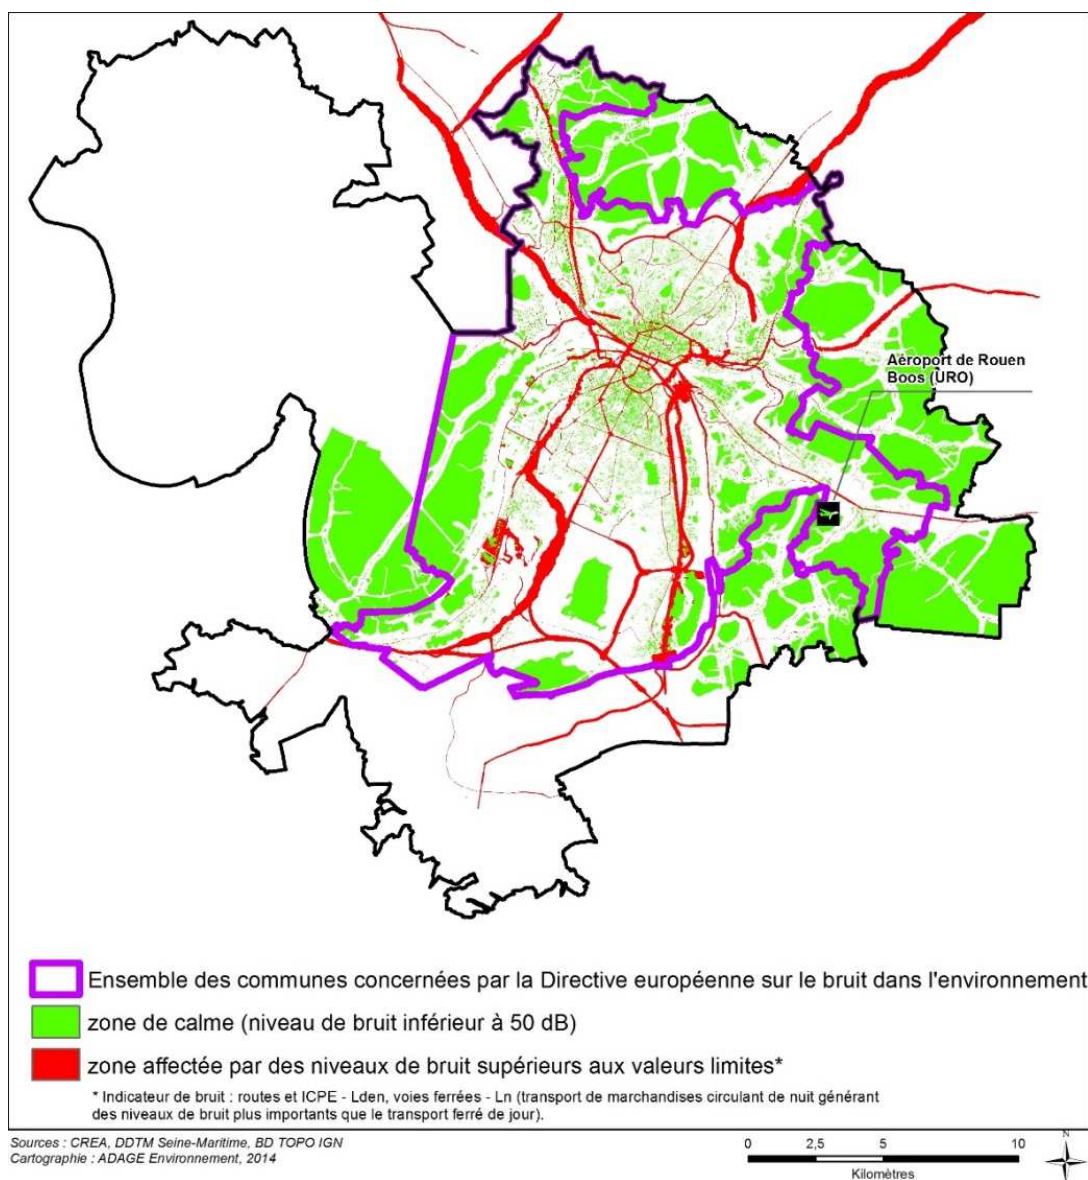 Aéroport de Rouen
Boos (URO)
Ensemble des communes concernées par la Directive européenne sur le bruit dans l'environnement
zone de calme (niveau de bruit inférieur à 50 dB)
zone affectée par des niveaux de bruit supérieurs aux valeurs limites*
* Indicateur de bruit : routes et ICPE - Lden, voies ferrées - Ln (transport de marchandises circulant de nuit générant
des niveaux de bruit plus importants que le transport ferré de jour).
Sources : CREA, DDTM Seine-Maritime, BD TOPO IGN
Cartographie : ADAGE Environnement, 2014
0 2,5 5 10
Kilomètres
N